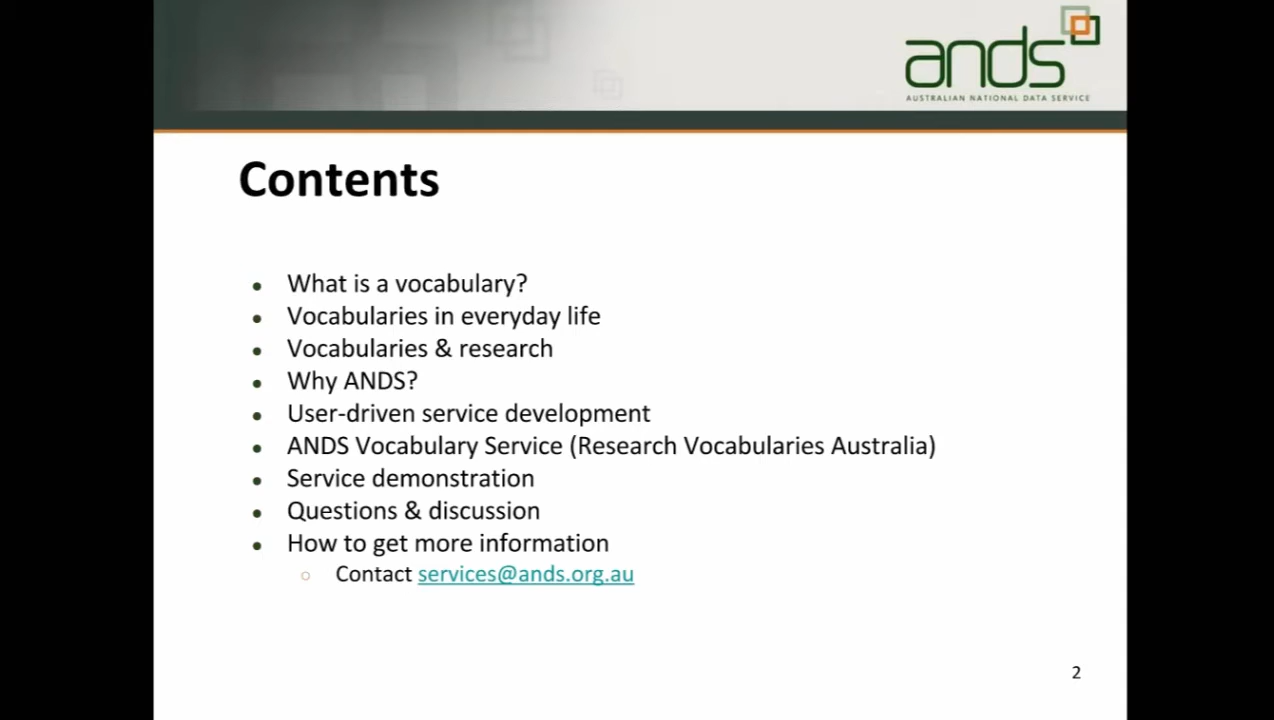 ands
AUSTRALIAN NATIONAL DATA SERVICE
Contents
• What is a vocabulary?
• Vocabularies in everyday life
• Vocabularies & research
• Why ANDS?
• User-driven service development
• ANDS Vocabulary Service (Research Vocabularies Australia)
• Service demonstration
• Questions & discussion
• How to get more information
○ Contact services@ands.org.au
2